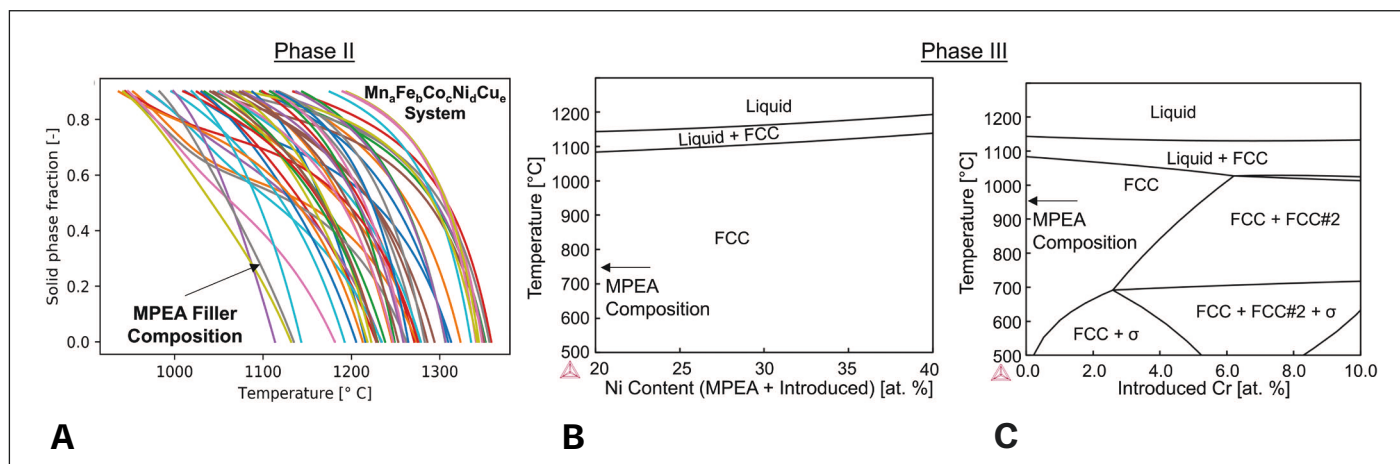 Phase II
Phase III
Mn_aFe_bCo_cNi_dCu_e
System
MPEA Filler
Composition
Solid phase fraction [-]
0.8
0.6
0.4
0.2
0.0
1000
1100
1200
1300
Temperature [° C]
A
Temperature [°C]
1200
1100
1000
900
800
700
600
500
Liquid
Liquid + FCC
FCC
MPEA
Composition
20
25
30
35
40
Ni Content (MPEA + Introduced) [at. %]
B
Temperature [°C]
1200
1100
1000
900
800
700
600
500
Liquid
Liquid + FCC
FCC
MPEA
Composition
FCC + FCC#2
FCC + FCC#2 + σ
FCC + σ
0.0
2.0
4.0
6.0
8.0
10.0
Introduced Cr [at. %]
C